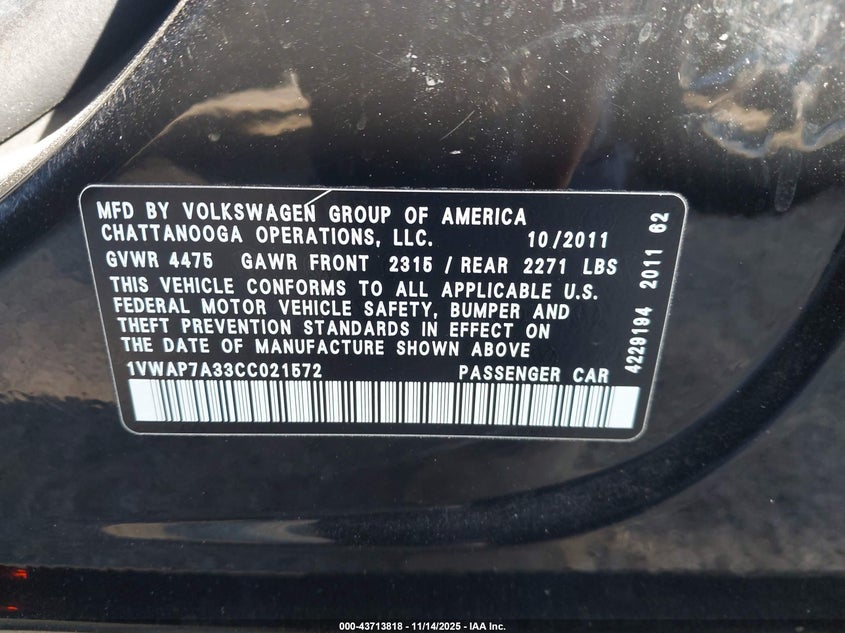 MFD BY VOLKSWAGEN GROUP OF AMERICA
CHATTANOOGA OPERATIONS, LLC. 10/2011
GVWR 4475 GAWR FRONT 2315 / REAR 2271 LBS
THIS VEHICLE CONFORMS TO ALL APPLICABLE U.S.
FEDERAL MOTOR VEHICLE SAFETY, BUMPER AND
THEFT PREVENTION STANDARDS IN EFFECT ON
THE DATE OF MANUFACTURE SHOWN ABOVE
1VWAP7A33CC021572 PASSENGER CAR
4229194 2011 62
000-43713818 - 11/14/2025 - IAA Inc.